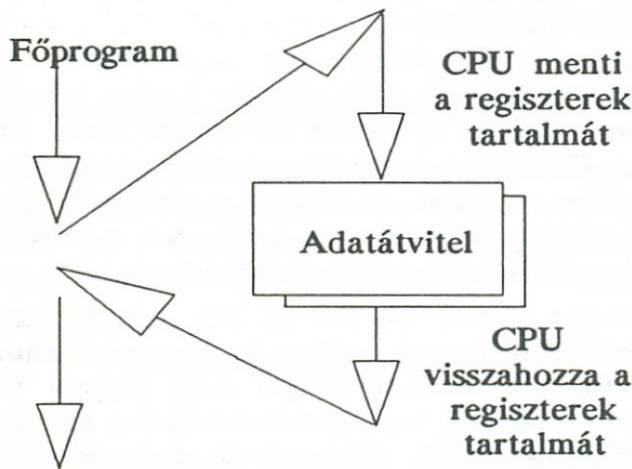 Főprogram
CPU menti
a regiszterek
tartalmát
Adatátvitel
CPU
visszahozza a
regiszterek
tartalmát